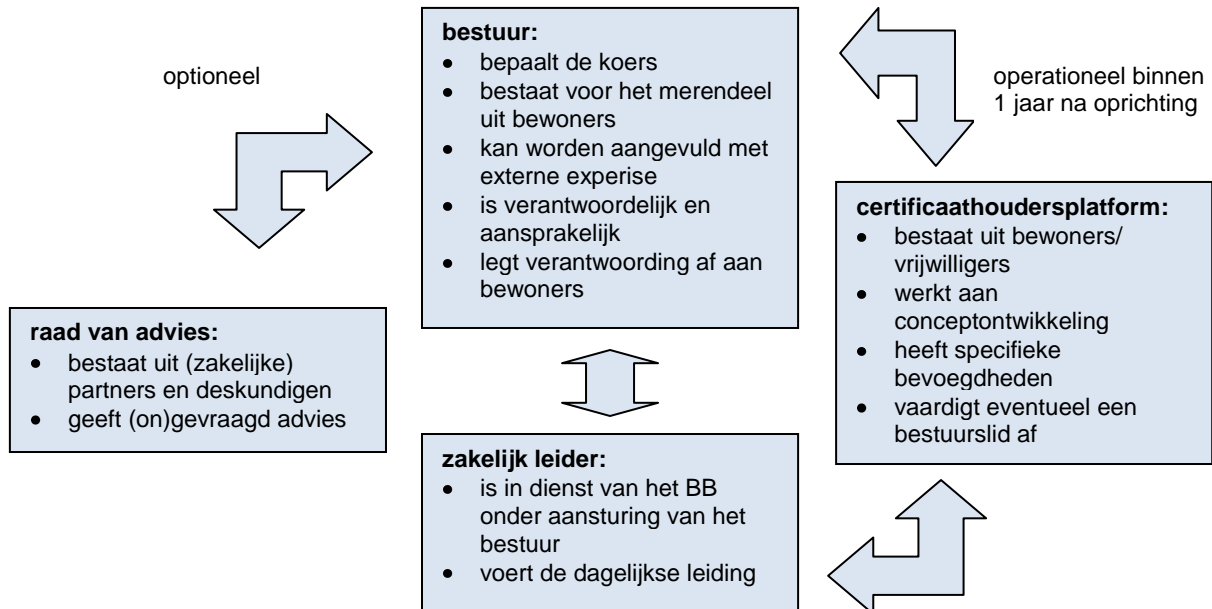 optioneel
bestuur:
• bepaalt de koers
• bestaat voor het merendeel
uit bewoners
• kan worden aangevuld met
externe experise
• is verantwoordelijk en
aansprakelijk
• legt verantwoording af aan
bewoners
operationeel binnen
1 jaar na oprichting
raad van advies:
• bestaat uit (zakelijke)
partners en deskundigen
• geeft (on)gevraagd advies
certificaathoudersplatform:
• bestaat uit bewoners/
vrijwilligers
• werkt aan
conceptontwikkeling
• heeft specifieke
bevoegdheden
• vaardigt eventueel een
bestuurslid af
zakelijk leider:
• is in dienst van het BB
onder aansturing van het
bestuur
• voert de dagelijkse leiding